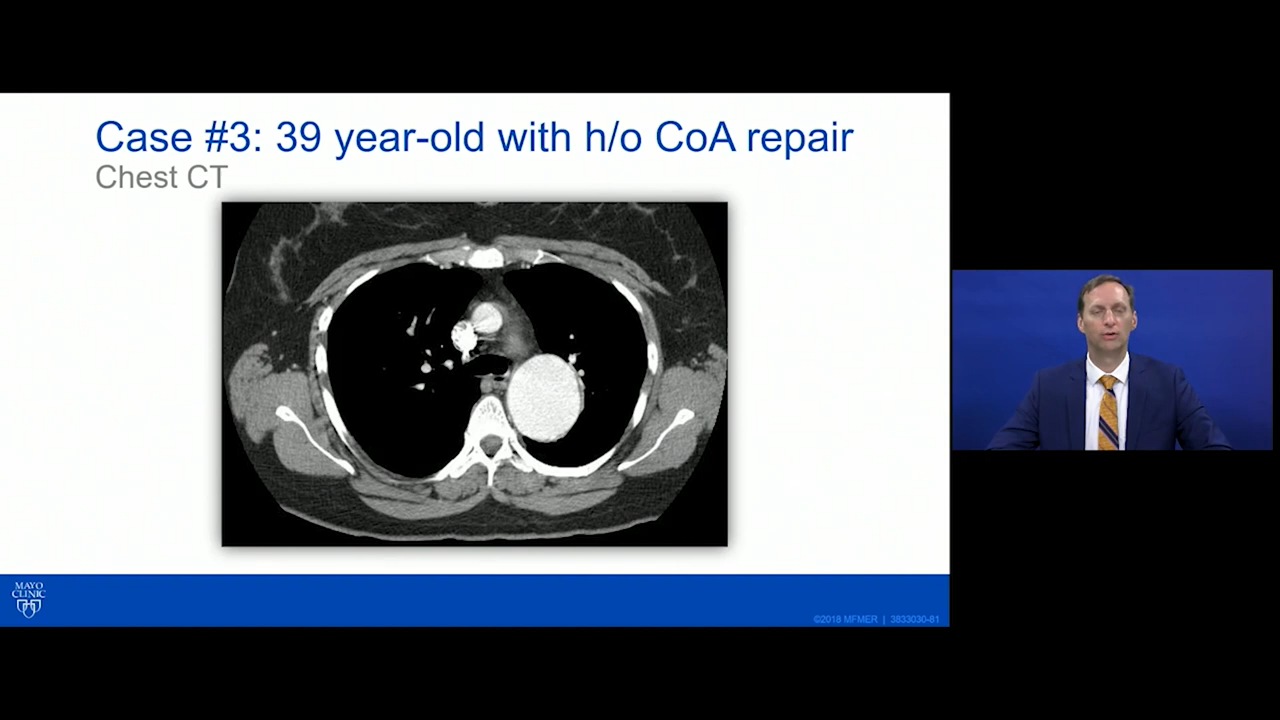 Case #3: 39 year-old with h/o CoA repair
Chest CT
MAYO
CLINIC
©2018 MFMER | 3833030-81